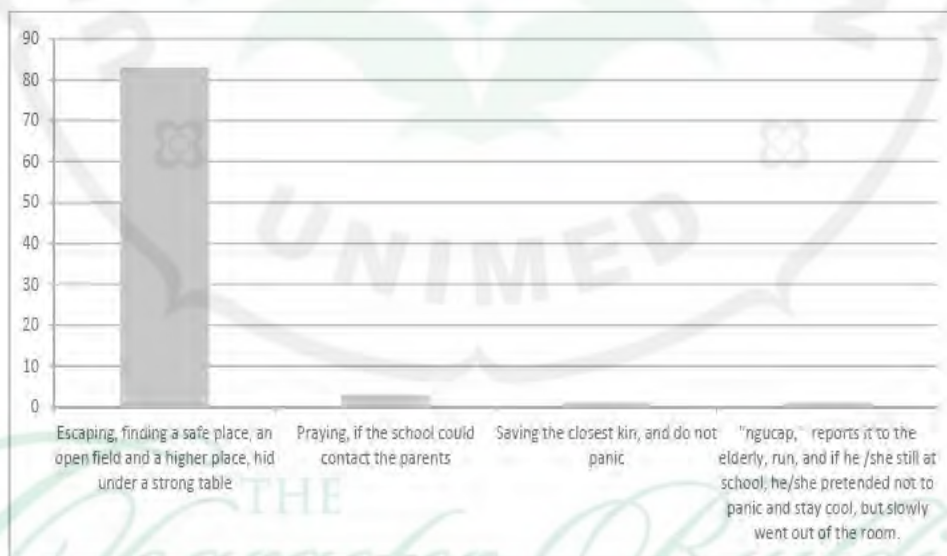 90
80
70
60
50
40
30
20
10
0
Escaping, finding a safe place, an
open field and a higher place, hid
under a strong table
Praying, if the school could
contact the parents
Saving the closest kin, and do not
panic
"ngucap," reports it to the
elderly, run, and if he /she still at
school, he/she pretended not to
panic and stay cool, but slowly
went out of the room.
UNIMED
THE